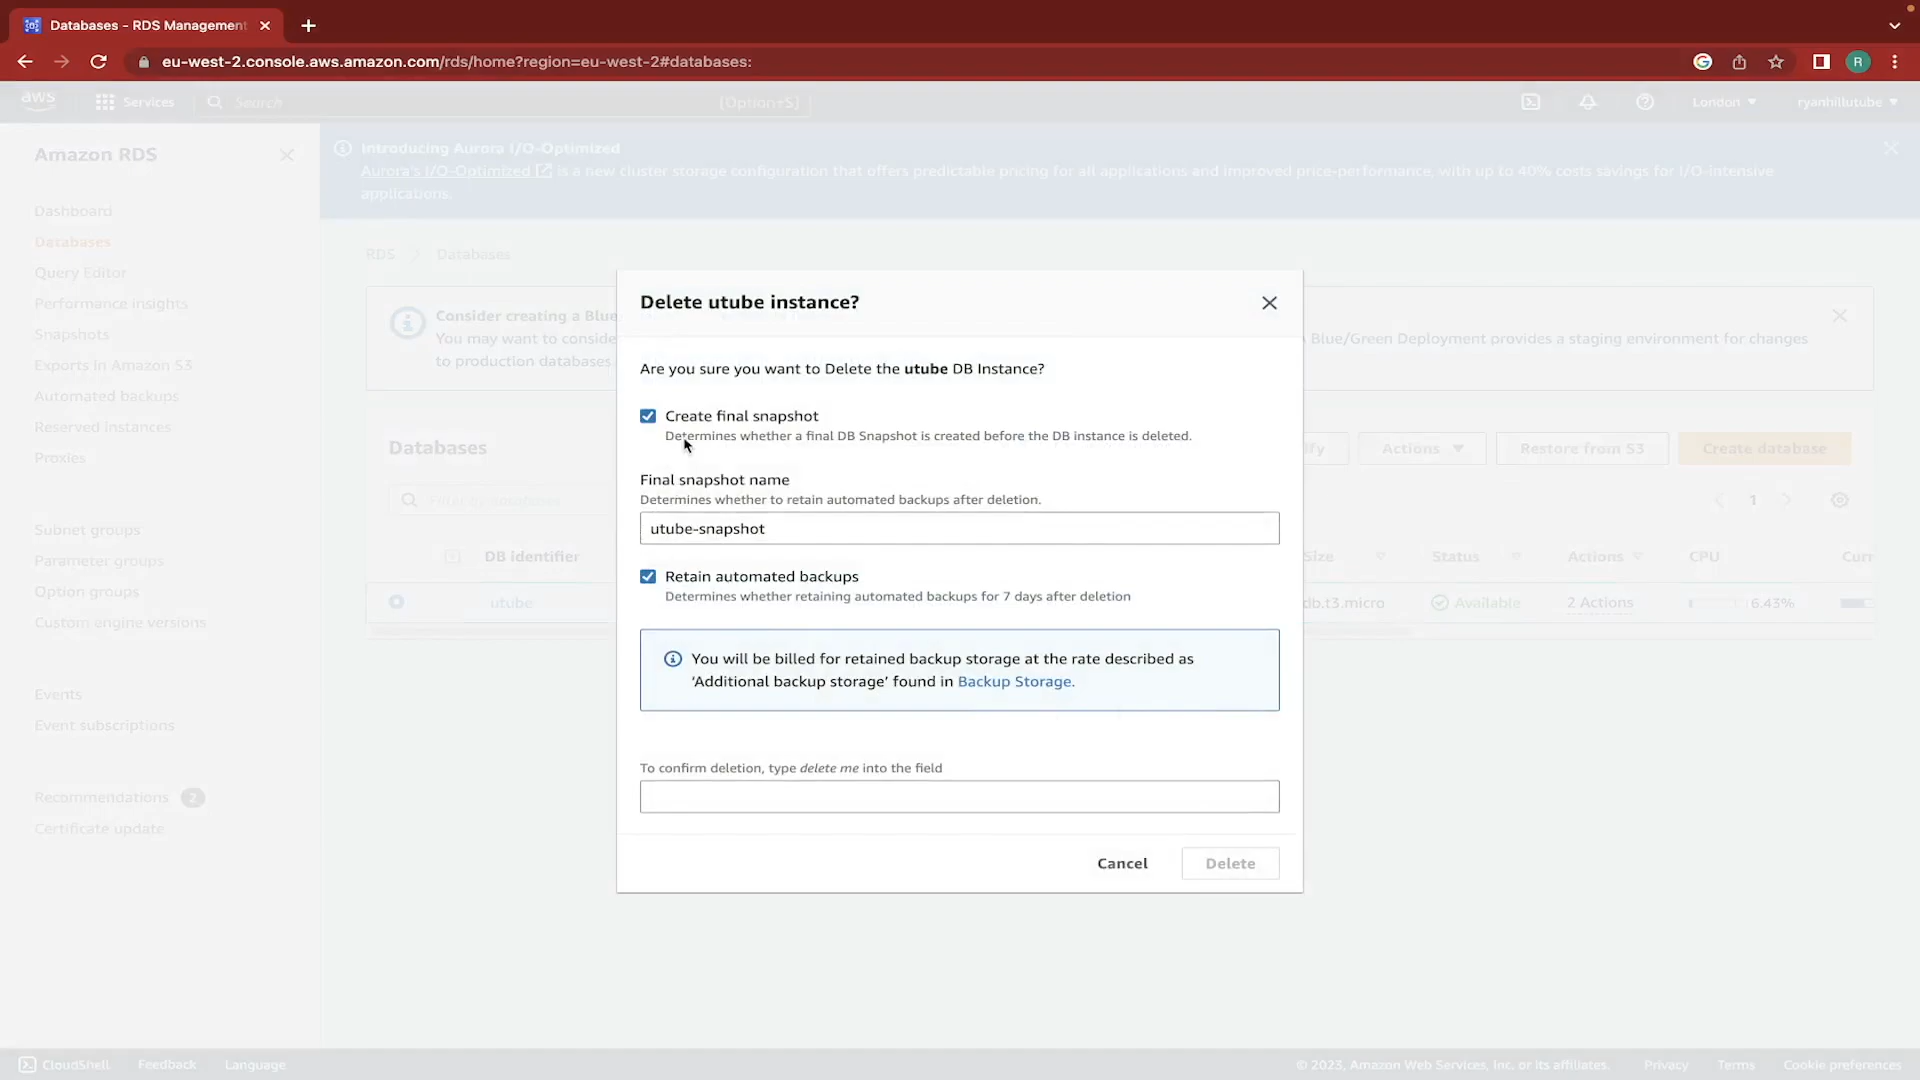 Databases - RDS Management
eu-west-2.console.aws.amazon.com/rds/home?region=eu-west-2#databases:
R
aws
Services
Search
[Option+S]
London
ryanhillutube
Amazon RDS
Dashboard
Databases
Query Editor
Performance insights
Snapshots
Exports in Amazon S3
Automated backups
Reserved instances
Proxies
Subnet groups
Parameter groups
Option groups
Custom engine versions
Events
Event subscriptions
Recommendations 2
Certificate update
Introducing Aurora I/O-Optimized
Aurora's I/O-Optimized is a new cluster storage configuration that offers predictable pricing for all applications and improved price-performance, with up to 40% costs savings for I/O-intensive
applications.
RDS Databases
Consider creating a Blue
You may want to conside
to production databases
Blue/Green Deployment provides a staging environment for changes
Databases
Actions
Restore from S3
Create database
Filter by databases
1
DB identifier
Size
Status
Actions
CPU
Curr
utube
db.t3.micro
Available
2 Actions
6.43%
Delete utube instance?
Are you sure you want to Delete the utube DB Instance?
Create final snapshot
Determines whether a final DB Snapshot is created before the DB instance is deleted.
Final snapshot name
Determines whether to retain automated backups after deletion.
utube-snapshot
Retain automated backups
Determines whether retaining automated backups for 7 days after deletion
You will be billed for retained backup storage at the rate described as
'Additional backup storage' found in Backup Storage.
To confirm deletion, type delete me into the field
Cancel
Delete
CloudShell
Feedback
Language
© 2023, Amazon Web Services, Inc. or its affiliates.
Privacy
Terms
Cookie preferences